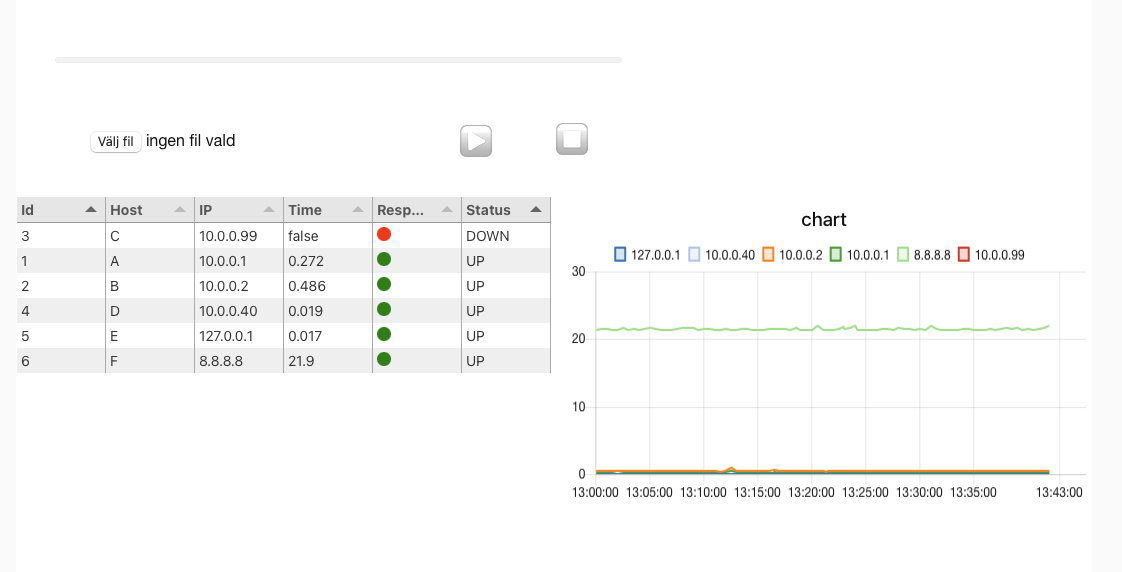 Välj fil ingen fil vald
Id Host IP Time Resp... Status
3 C 10.0.0.99 false DOWN
1 A 10.0.0.1 0.272 UP
2 B 10.0.0.2 0.486 UP
4 D 10.0.0.40 0.019 UP
5 E 127.0.0.1 0.017 UP
6 F 8.8.8.8 21.9 UP
chart
127.0.0.1 10.0.0.40 10.0.0.2 10.0.0.1 8.8.8.8 10.0.0.99
30
20
10
0
13:00:00 13:05:00 13:10:00 13:15:00 13:20:00 13:25:00 13:30:00 13:35:00 13:43:00